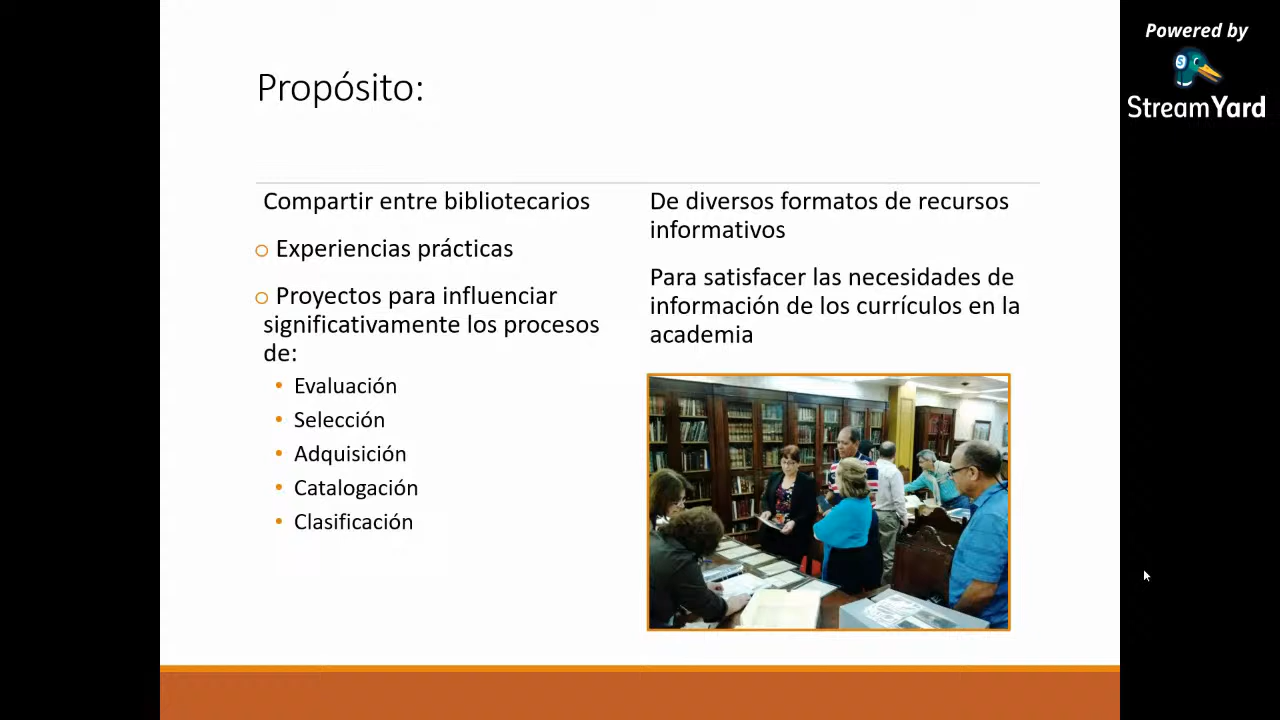 Powered by
StreamYard
Propósito:
Compartir entre bibliotecarios
Experiencias prácticas
Proyectos para influenciar
significativamente los procesos
de:
Evaluación
Selección
Adquisición
Catalogación
Clasificación
De diversos formatos de recursos
informativos
Para satisfacer las necesidades de
información de los currículos en la
academia